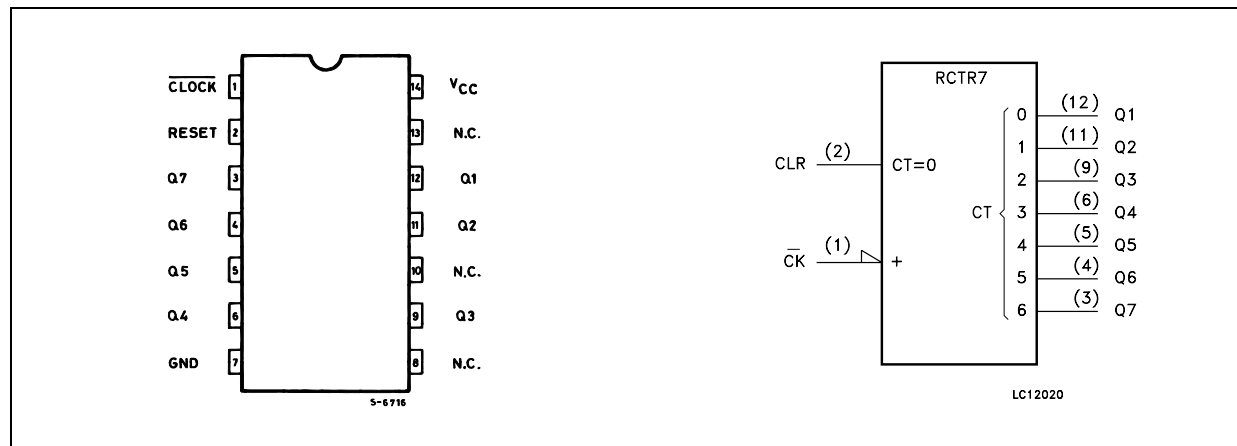 C̅L̅O̅C̅K̅ 1 14 VCC
RESET 2 13 N.C.
Q7 3 12 Q1
Q6 4 11 Q2
Q5 5 10 N.C.
Q4 6 9 Q3
GND 7 8 N.C.
S-6716
RCTR7
0 (12) Q1
1 (11) Q2
CLR (2) CT=0
2 (9) Q3
CT 3 (6) Q4
4 (5) Q5
C̅K (1) +
5 (4) Q6
6 (3) Q7
LC12020